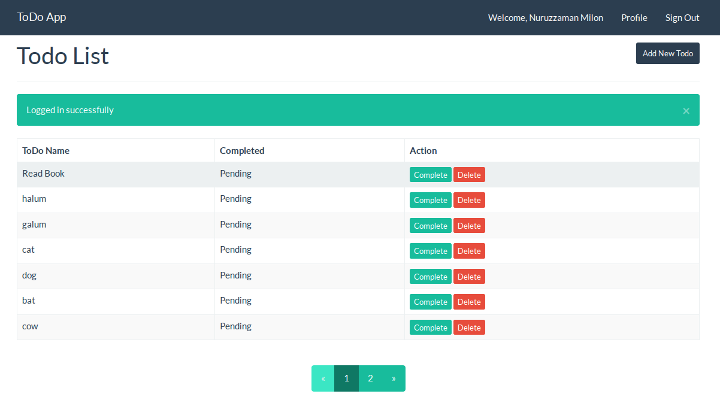 ToDo App Welcome, Nuruzzaman Milon Profile Sign Out
Todo List Add New Todo
Logged in successfully ×
ToDo Name Completed Action
Read Book Pending Complete Delete
halum Pending Complete Delete
galum Pending Complete Delete
cat Pending Complete Delete
dog Pending Complete Delete
bat Pending Complete Delete
cow Pending Complete Delete
« 1 2 »